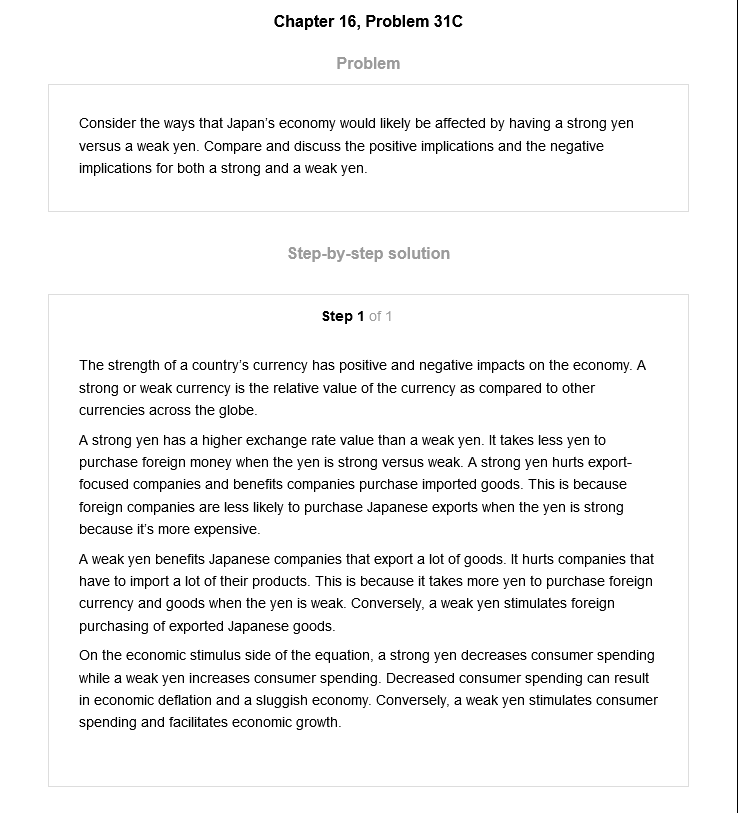 Chapter 16, Problem 31C
Problem
Consider the ways that Japan's economy would likely be affected by having a strong yen
versus a weak yen. Compare and discuss the positive implications and the negative
implications for both a strong and a weak yen.
Step-by-step solution
Step 1 of 1
The strength of a country's currency has positive and negative impacts on the economy. A
strong or weak currency is the relative value of the currency as compared to other
currencies across the globe.
A strong yen has a higher exchange rate value than a weak yen. It takes less yen to
purchase foreign money when the yen is strong versus weak. A strong yen hurts export-
focused companies and benefits companies purchase imported goods. This is because
foreign companies are less likely to purchase Japanese exports when the yen is strong
because it's more expensive.
A weak yen benefits Japanese companies that export a lot of goods. It hurts companies that
have to import a lot of their products. This is because it takes more yen to purchase foreign
currency and goods when the yen is weak. Conversely, a weak yen stimulates foreign
purchasing of exported Japanese goods.
On the economic stimulus side of the equation, a strong yen decreases consumer spending
while a weak yen increases consumer spending. Decreased consumer spending can result
in economic deflation and a sluggish economy. Conversely, a weak yen stimulates consumer
spending and facilitates economic growth.